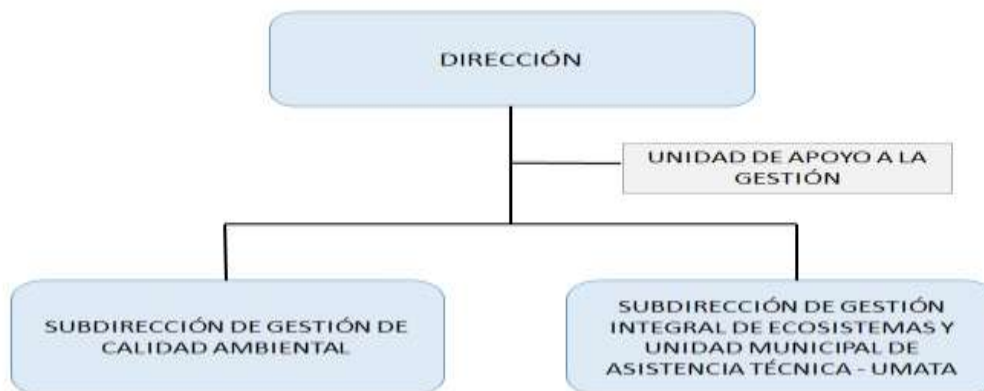 DIRECCIÓN
UNIDAD DE APOYO A LA
GESTIÓN
SUBDIRECCIÓN DE GESTIÓN DE
CALIDAD AMBIENTAL
SUBDIRECCIÓN DE GESTIÓN
INTEGRAL DE ECOSISTEMAS Y
UNIDAD MUNICIPAL DE
ASISTENCIA TÉCNICA - UMATA